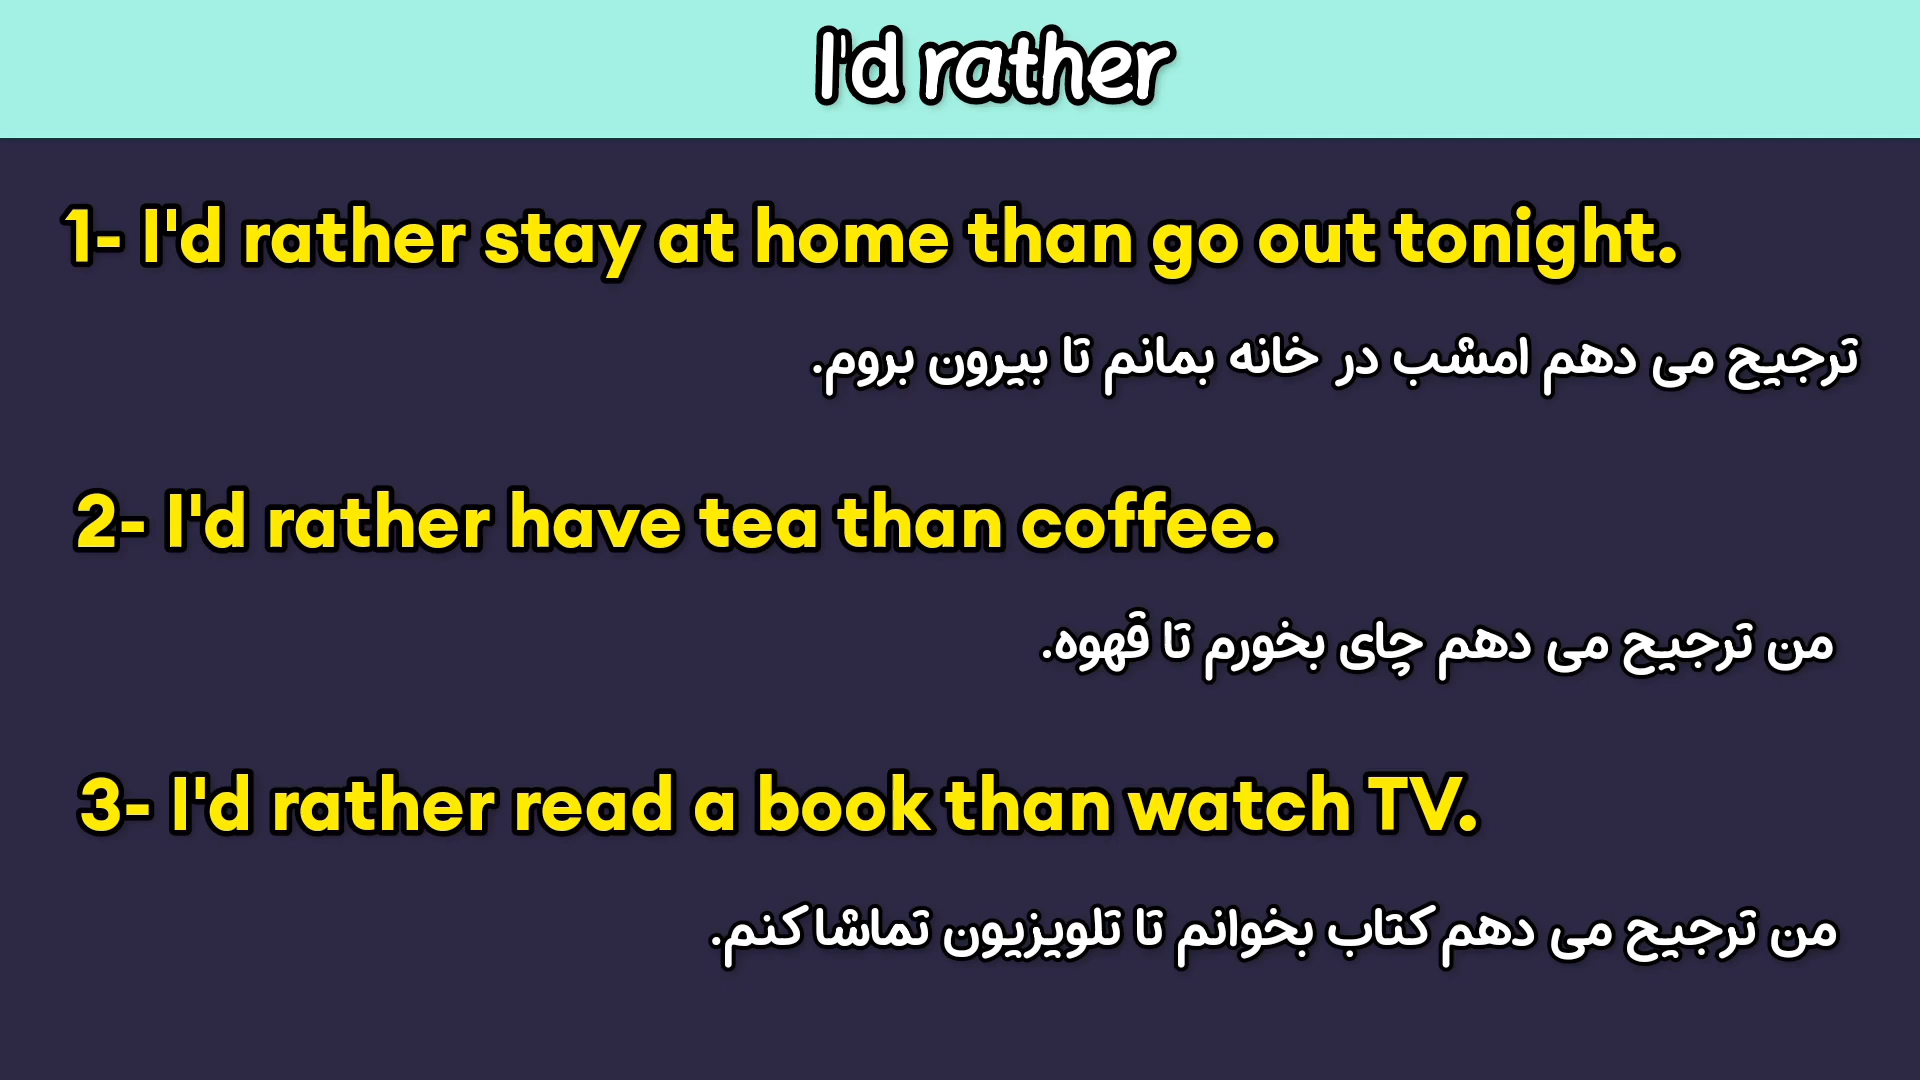 I'd rather
1- I'd rather stay at home than go out tonight.
ترجیح می دهم امشب در خانه بمانم تا بیرون بروم.
2- I'd rather have tea than coffee.
من ترجیح می دهم چای بخورم تا قهوه.
3- I'd rather read a book than watch TV.
من ترجیح می دهم کتاب بخوانم تا تلویزیون تماشا کنم.